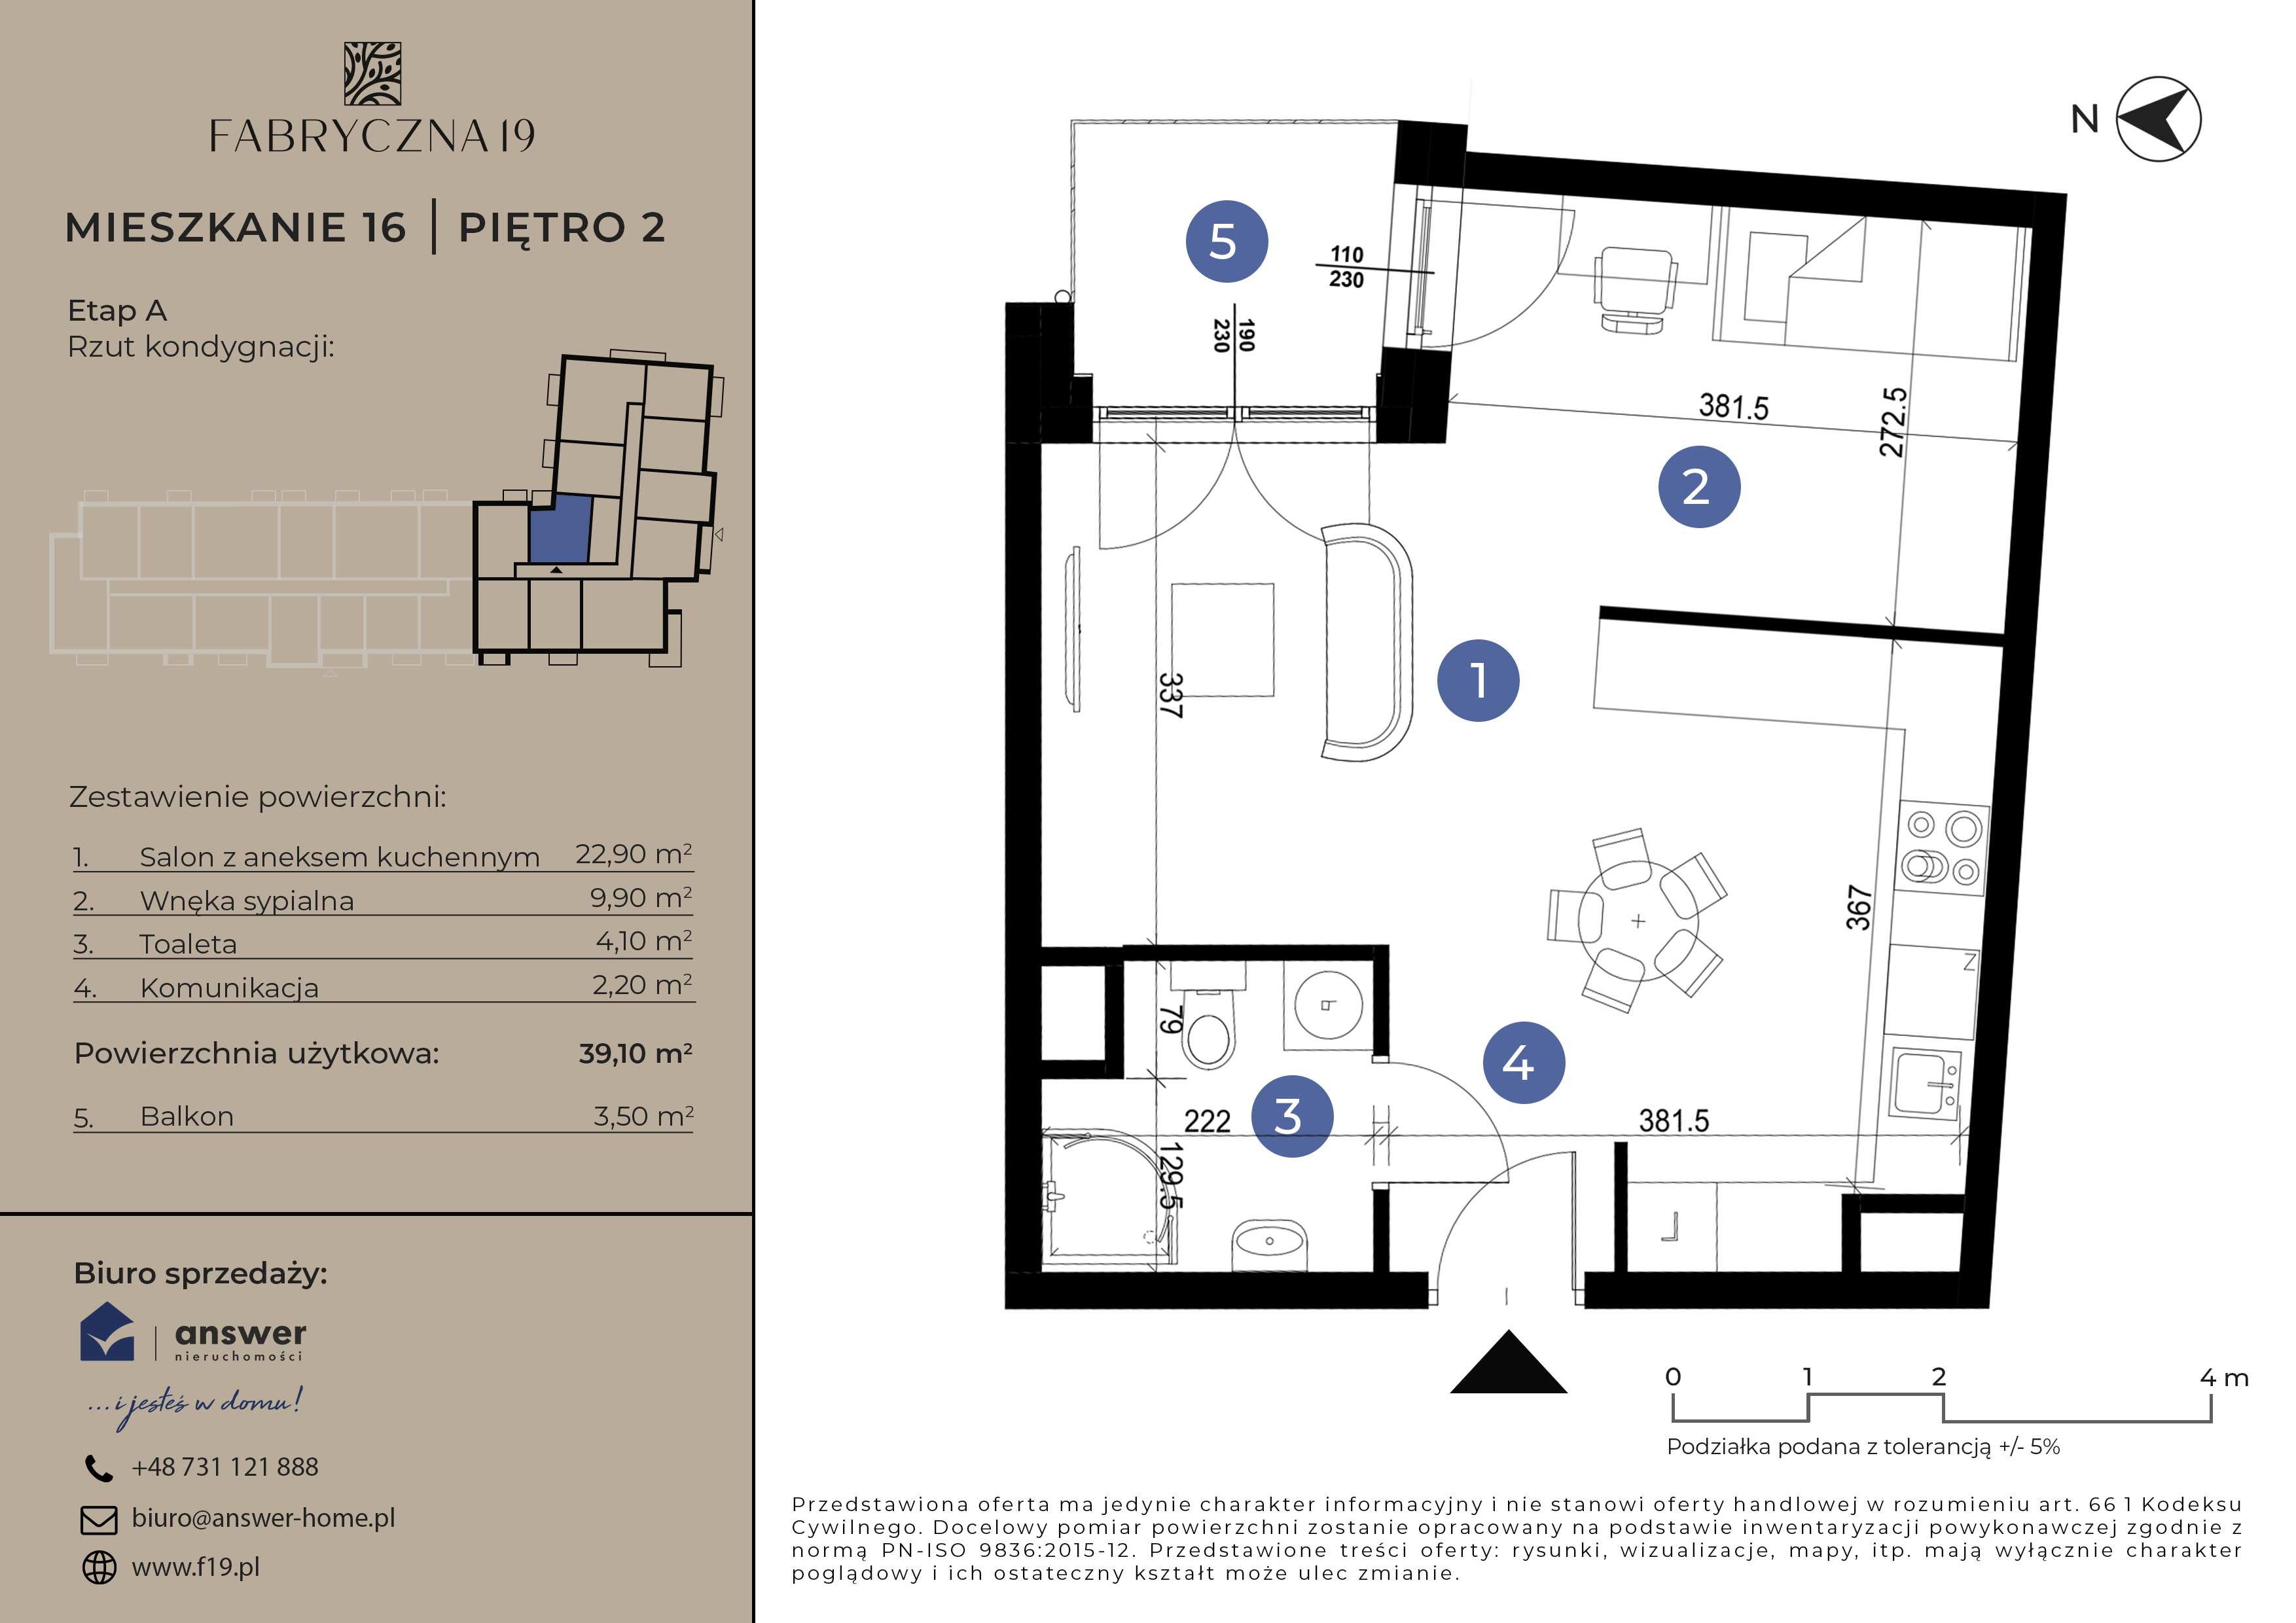 FABRYCZNA 19
MIESZKANIE 16 | PIĘTRO 2
Etap A
Rzut kondygnacji:
Zestawienie powierzchni:
1. Salon z aneksem kuchennym 22,90 m²
2. Wnęka sypialna 9,90 m²
3. Toaleta 4,10 m²
4. Komunikacja 2,20 m²
Powierzchnia użytkowa: 39,10 m²
5. Balkon 3,50 m²
Biuro sprzedaży:
answer
nieruchomości
...i jesteś w domu!
+48 731 121 888
biuro@answer-home.pl
www.f19.pl
N
5
110
230
190
230
381.5
272.5
2
1
337
367
Z
79
4
222
3
381.5
129.5
L
0 1 2 4 m
Podziałka podana z tolerancją +/- 5%
Przedstawiona oferta ma jedynie charakter informacyjny i nie stanowi oferty handlowej w rozumieniu art. 66 1 Kodeksu
Cywilnego. Docelowy pomiar powierzchni zostanie opracowany na podstawie inwentaryzacji powykonawczej zgodnie z
normą PN-ISO 9836:2015-12. Przedstawione treści oferty: rysunki, wizualizacje, mapy, itp. mają wyłącznie charakter
poglądowy i ich ostateczny kształt może ulec zmianie.